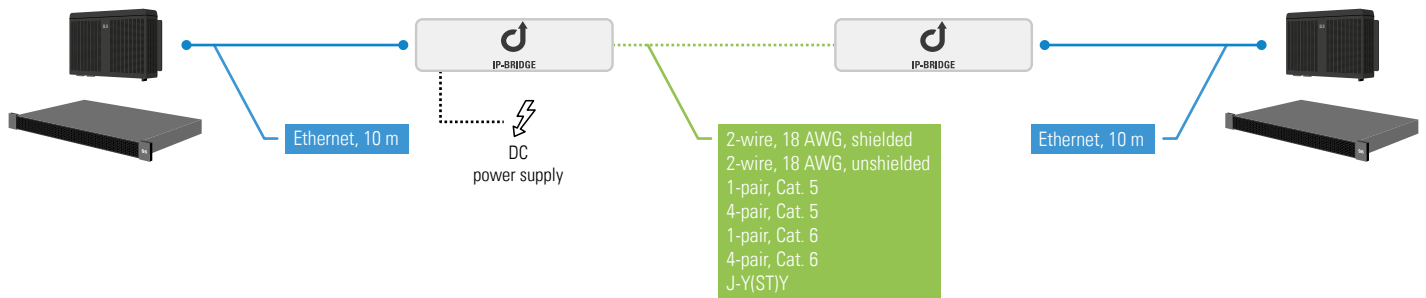 IP-BRIDGE
IP-BRIDGE
Ethernet, 10 m
DC
power supply
2-wire, 18 AWG, shielded
2-wire, 18 AWG, unshielded
1-pair, Cat. 5
4-pair, Cat. 5
1-pair, Cat. 6
4-pair, Cat. 6
J-Y(ST)Y
Ethernet, 10 m